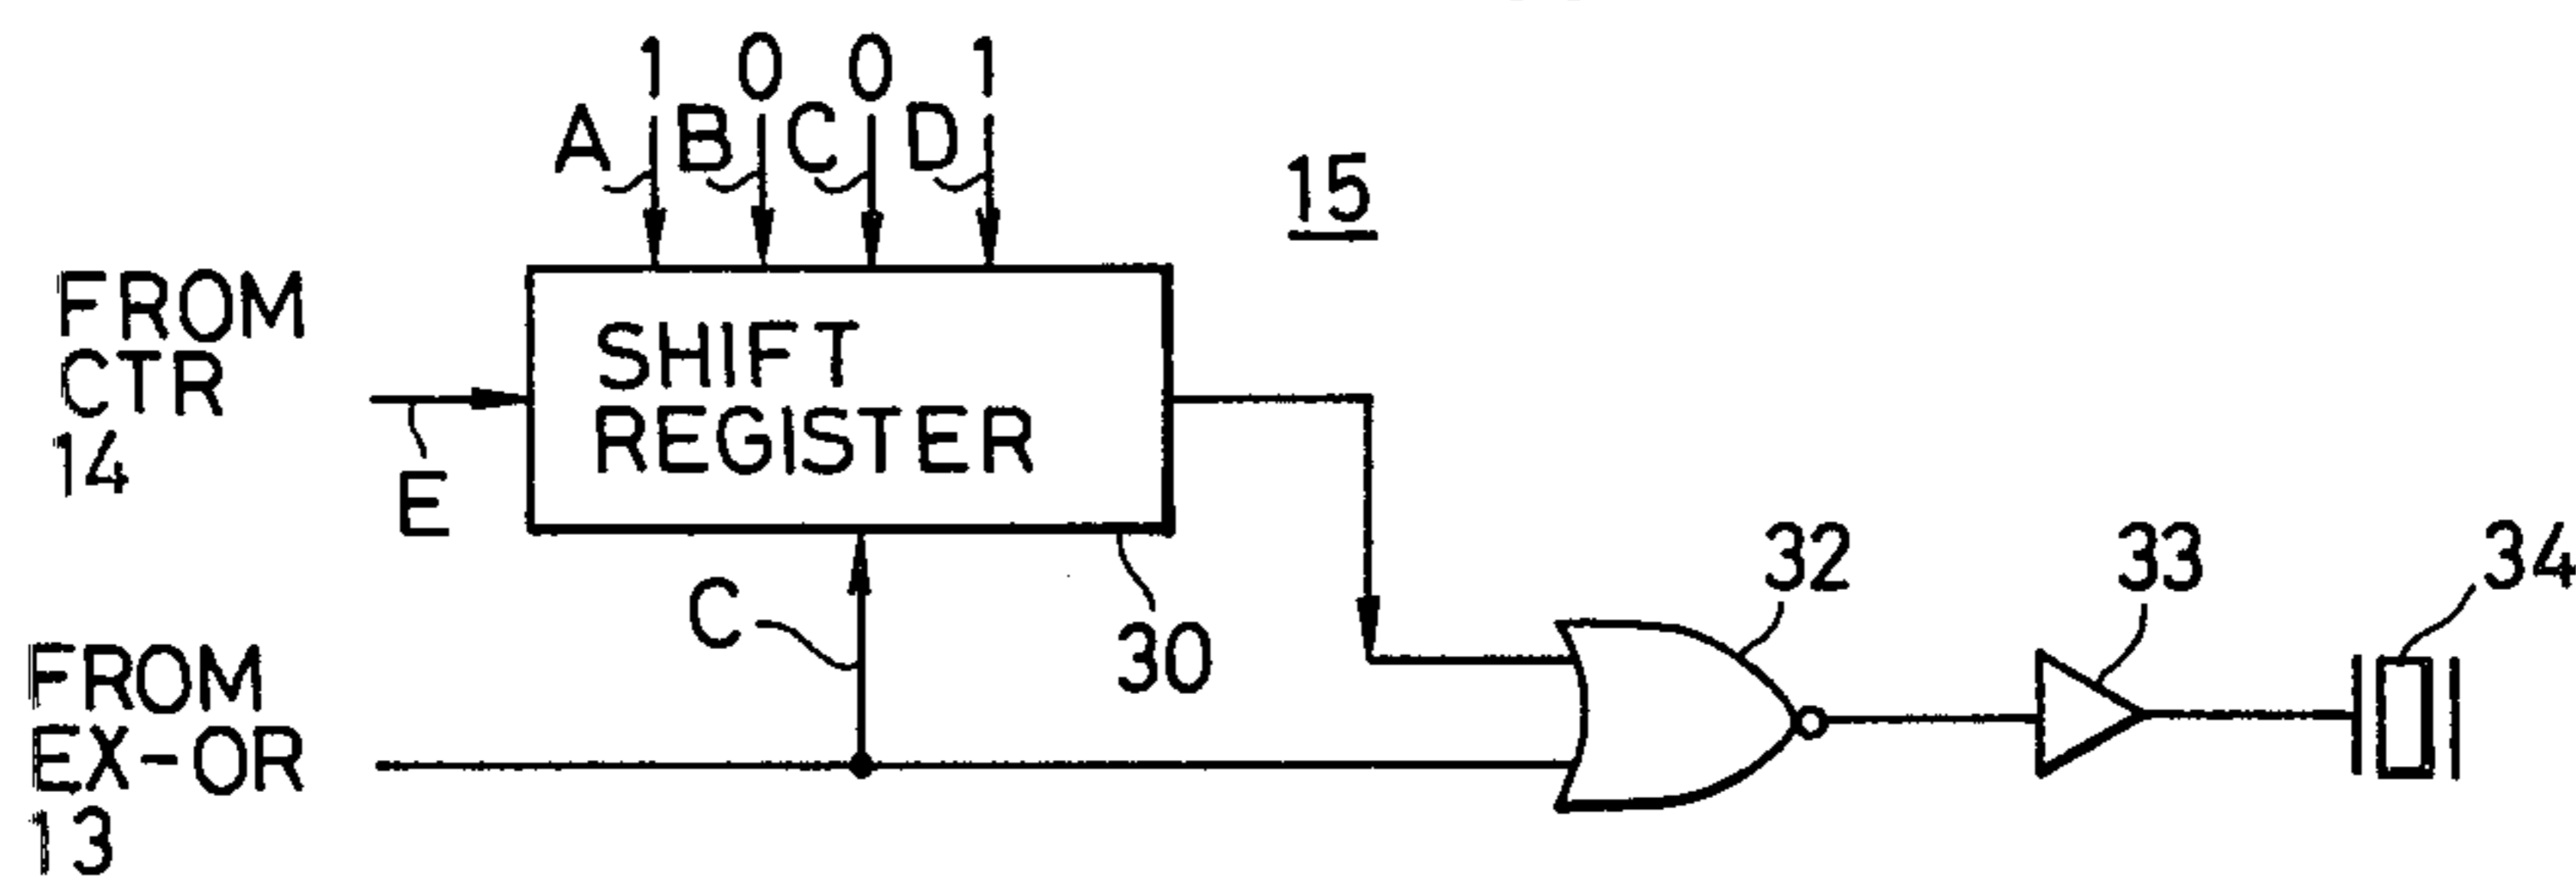 1 0 0 1
A B C D
15
FROM
CTR
14
E
SHIFT
REGISTER
C
30
32
33
34
FROM
EX-OR
13